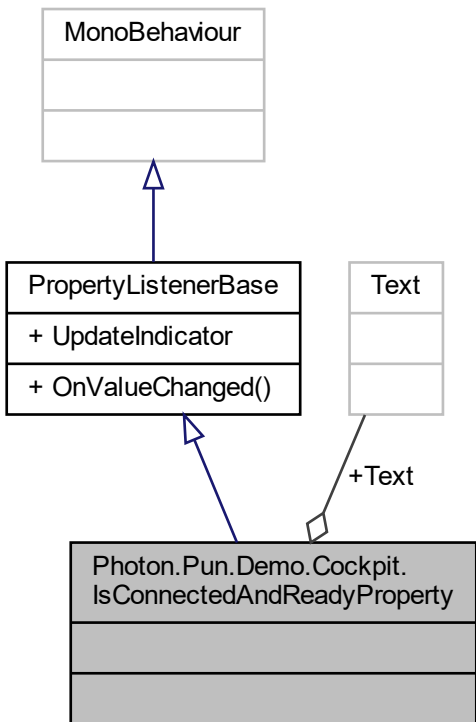 MonoBehaviour
PropertyListenerBase
+ UpdateIndicator
+ OnValueChanged()
Text
+Text
Photon.Pun.Demo.Cockpit.
IsConnectedAndReadyProperty